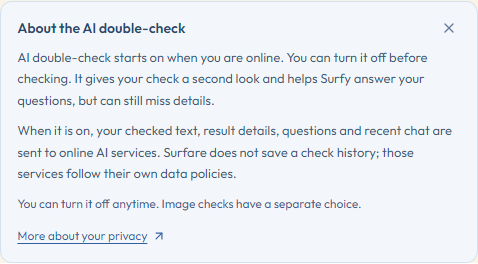 About the AI double-check
AI double-check starts on when you are online. You can turn it off before
checking. It gives your check a second look and helps Surfy answer your
questions, but can still miss details.
When it is on, your checked text, result details, questions and recent chat are
sent to online AI services. Surfare does not save a check history; those
services follow their own data policies.
You can turn it off anytime. Image checks have a separate choice.
More about your privacy